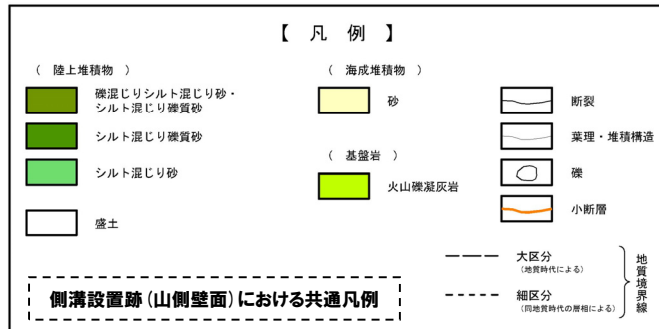 【 凡 例 】
( 陸上堆積物 )
礫混じりシルト混じり砂・
シルト混じり礫質砂
シルト混じり礫質砂
シルト混じり砂
盛土
( 海成堆積物 )
砂
( 基盤岩 )
火山礫凝灰岩
断裂
葉理・堆積構造
礫
小断層
大区分
(地質時代による)
細区分
(同地質時代の層相による)
地質境界線
側溝設置跡(山側壁面)における共通凡例